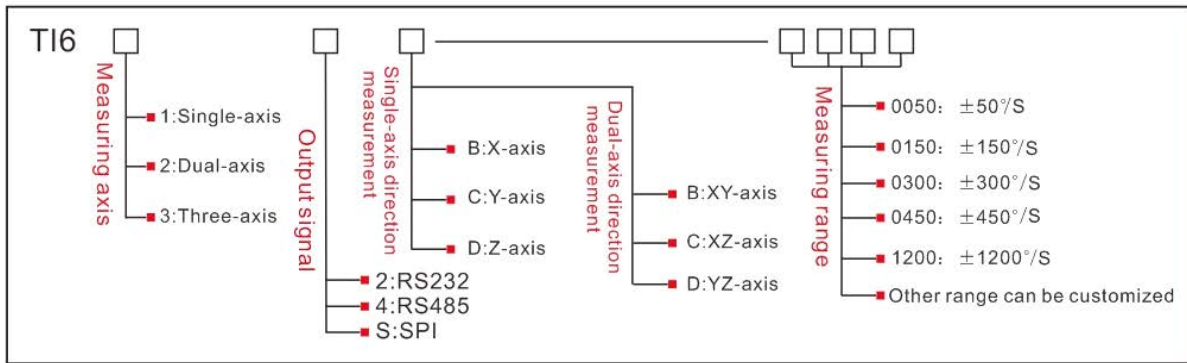 TI6
Measuring axis
1:Single-axis
2:Dual-axis
3:Three-axis
Output signal
2:RS232
4:RS485
S:SPI
Single-axis direction
measurement
B:X-axis
C:Y-axis
D:Z-axis
Dual-axis direction
measurement
B:XY-axis
C:XZ-axis
D:YZ-axis
Measuring range
0050: ±50°/S
0150: ±150°/S
0300: ±300°/S
0450: ±450°/S
1200: ±1200°/S
Other range can be customized